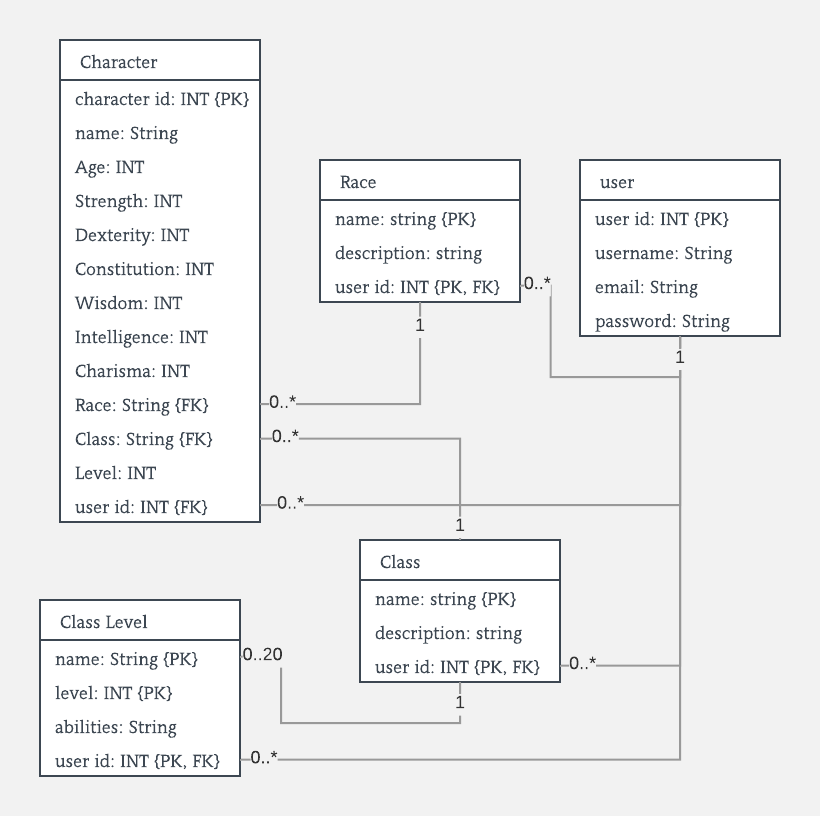 Character
character id: INT {PK}
name: String
Age: INT
Strength: INT
Dexterity: INT
Constitution: INT
Wisdom: INT
Intelligence: INT
Charisma: INT
Race: String {FK}
Class: String {FK}
Level: INT
user id: INT {FK}
0..*
0..*
0..*
Race
name: string {PK}
description: string
user id: INT {PK, FK}
0..*
1
user
user id: INT {PK}
username: String
email: String
password: String
1
1
Class
name: string {PK}
description: string
user id: INT {PK, FK}
0..*
1
Class Level
name: String {PK}
level: INT {PK}
abilities: String
user id: INT {PK, FK}
0..20
0..*